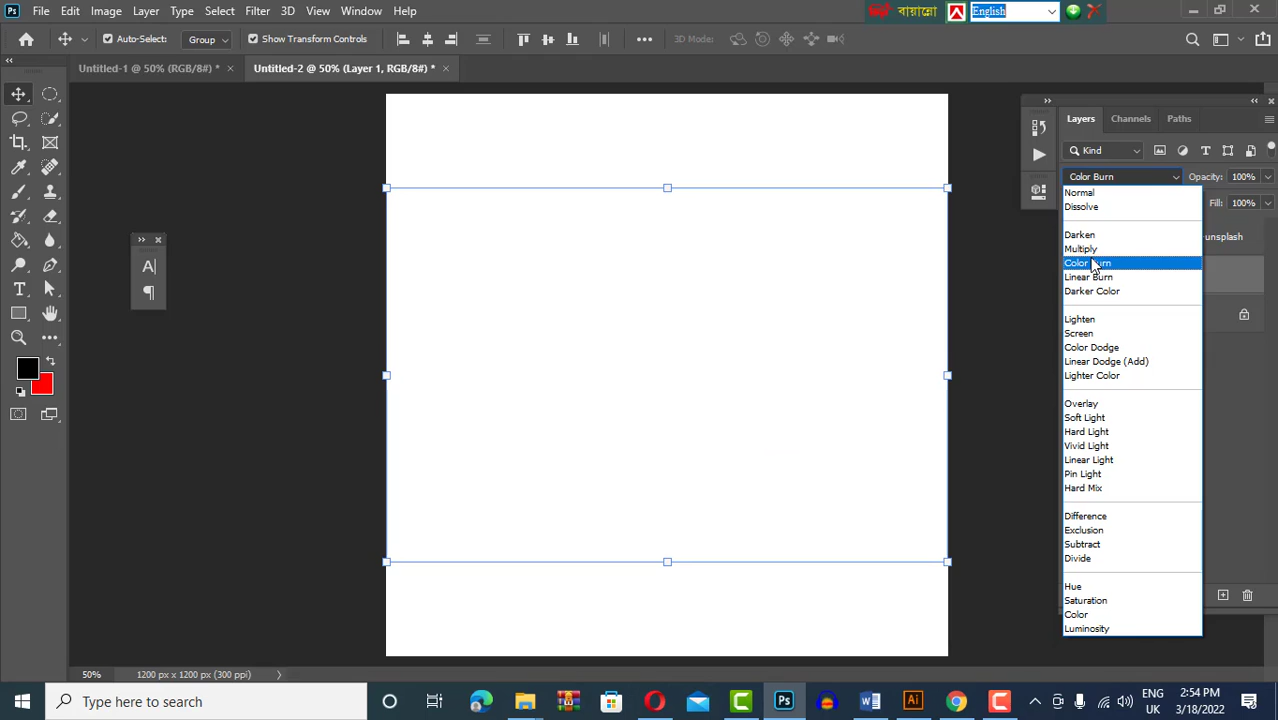 Ps File Edit Image Layer Type Select Filter 3D View Window Help
বায়ান্নো English
Auto-Select: Group Show Transform Controls 3D Mode:
Untitled-1 @ 50% (RGB/8#) * × Untitled-2 @ 50% (Layer 1, RGB/8#) * ×
Layers Channels Paths
Kind
Color Burn Opacity: 100%
Normal
Dissolve
Fill: 100%
Darken
unsplash
Multiply
Color Burn
Linear Burn
Darker Color
Lighten
Screen
Color Dodge
Linear Dodge (Add)
Lighter Color
Overlay
Soft Light
Hard Light
Vivid Light
Linear Light
Pin Light
Hard Mix
Difference
Exclusion
Subtract
Divide
Hue
Saturation
Color
Luminosity
50% 1200 px x 1200 px (300 ppi)
Type here to search
Ps
Ai
ENG
UK
2:54 PM
3/18/2022